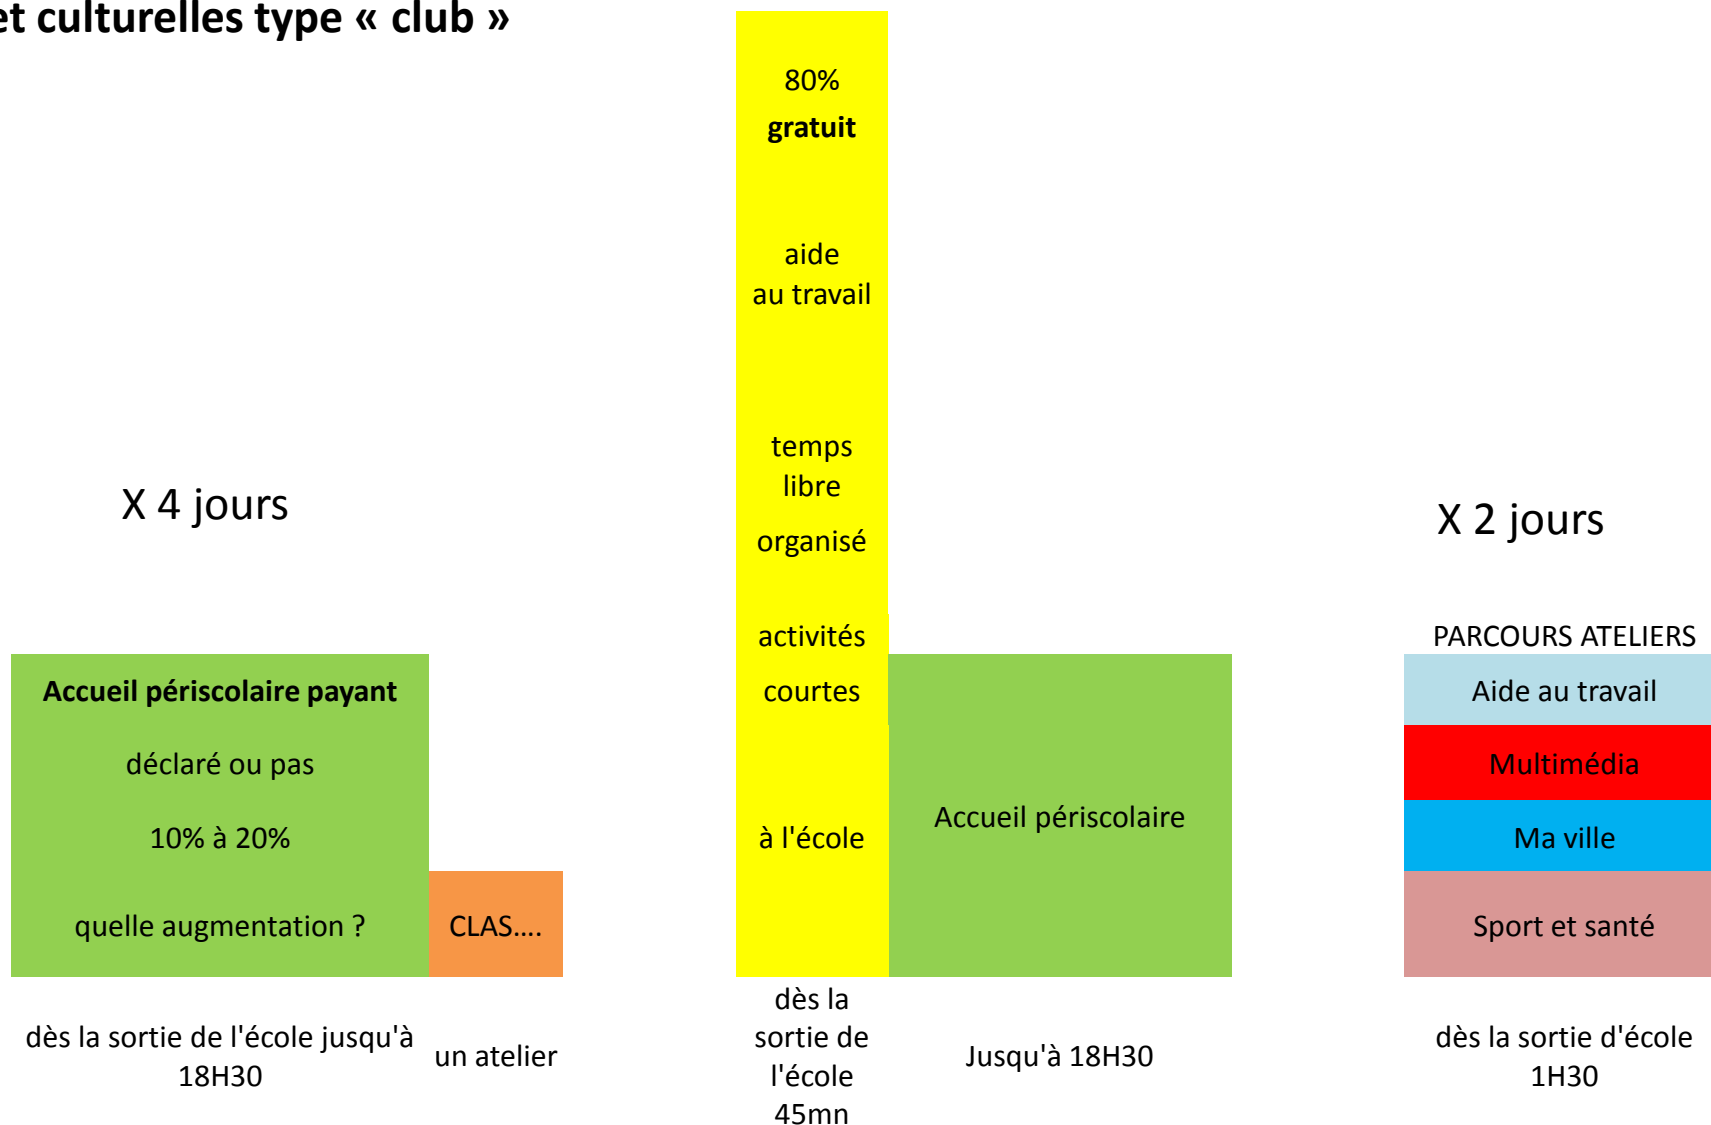 et culturelles type « club »
X 4 jours
Accueil périscolaire payant
déclaré ou pas
10% à 20%
quelle augmentation ?
CLAS....
dès la sortie de l'école jusqu'à
18H30
un atelier
80%
gratuit
aide
au travail
temps
libre
organisé
activités
courtes
à l'école
dès la
sortie de
l'école
45mn
Accueil périscolaire
Jusqu'à 18H30
X 2 jours
PARCOURS ATELIERS
Aide au travail
Multimédia
Ma ville
Sport et santé
dès la sortie d'école
1H30